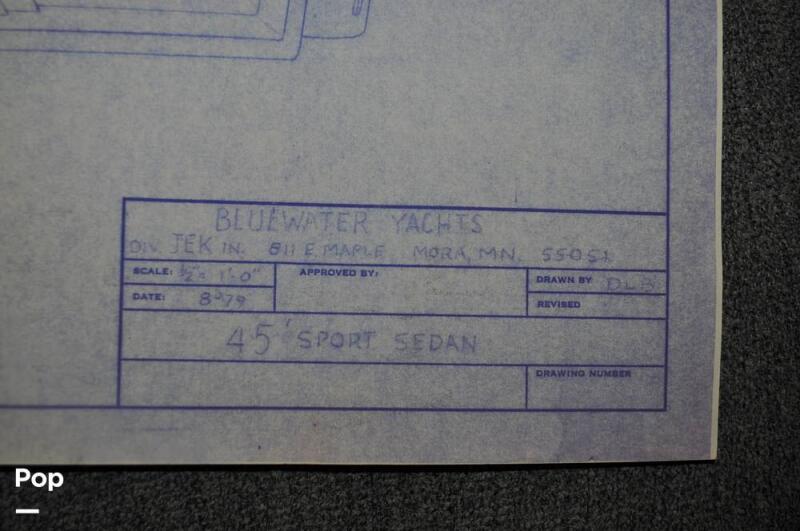 BLUEWATER YACHTS
DIV. JEK IN. 811 E. MAPLE MORA, MN. 55051
SCALE: ½" = 1'-0"
APPROVED BY:
DRAWN BY DLB
DATE: 8-79
REVISED
45' SPORT SEDAN
DRAWING NUMBER
Pop